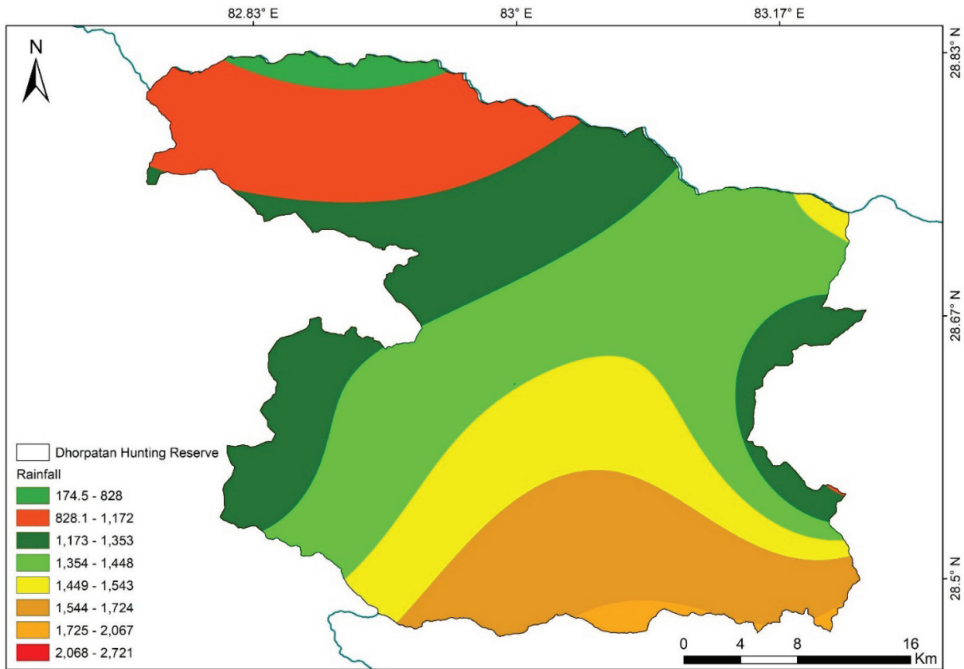 82.83° E 83° E 83.17° E
N
28.83° N
28.67° N
28.5° N
Dhorpatan Hunting Reserve
Rainfall
174.5 - 828
828.1 - 1,172
1,173 - 1,353
1,354 - 1,448
1,449 - 1,543
1,544 - 1,724
1,725 - 2,067
2,068 - 2,721
0 4 8 16
Km